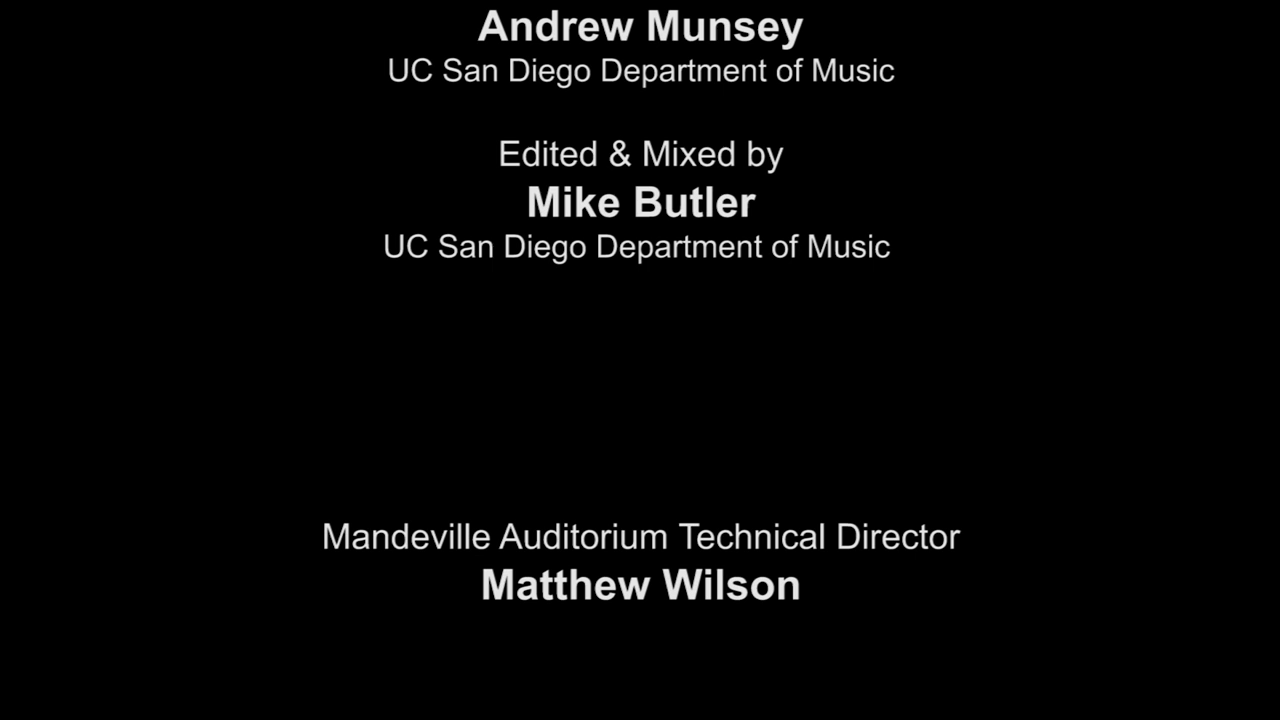 Andrew Munsey
UC San Diego Department of Music
Edited & Mixed by
Mike Butler
UC San Diego Department of Music
Mandeville Auditorium Technical Director
Matthew Wilson